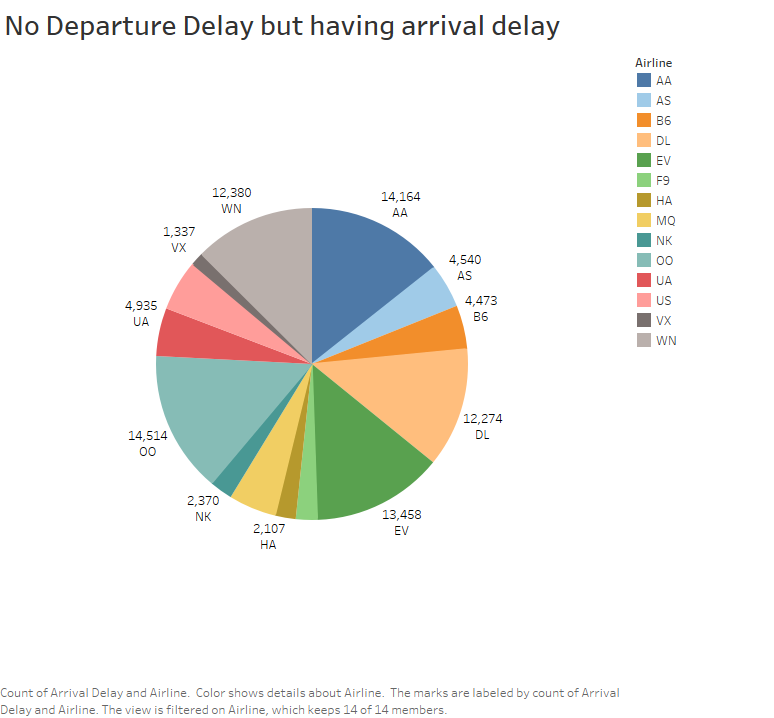 No Departure Delay but having arrival delay
Airline
AA
AS
B6
DL
EV
F9
HA
MQ
NK
OO
UA
US
VX
WN
14,164
AA
4,540
AS
4,473
B6
12,274
DL
13,458
EV
2,107
HA
2,370
NK
14,514
OO
4,935
UA
1,337
VX
12,380
WN
Count of Arrival Delay and Airline. Color shows details about Airline. The marks are labeled by count of Arrival
Delay and Airline. The view is filtered on Airline, which keeps 14 of 14 members.